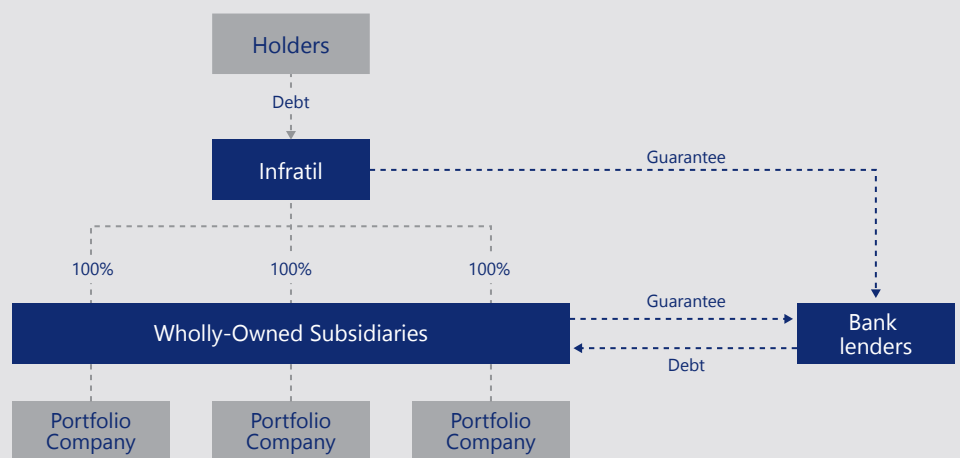 Holders
Debt
Infratil
Guarantee
100%
100%
100%
Guarantee
Wholly-Owned Subsidiaries
Bank
lenders
Debt
Portfolio
Company
Portfolio
Company
Portfolio
Company